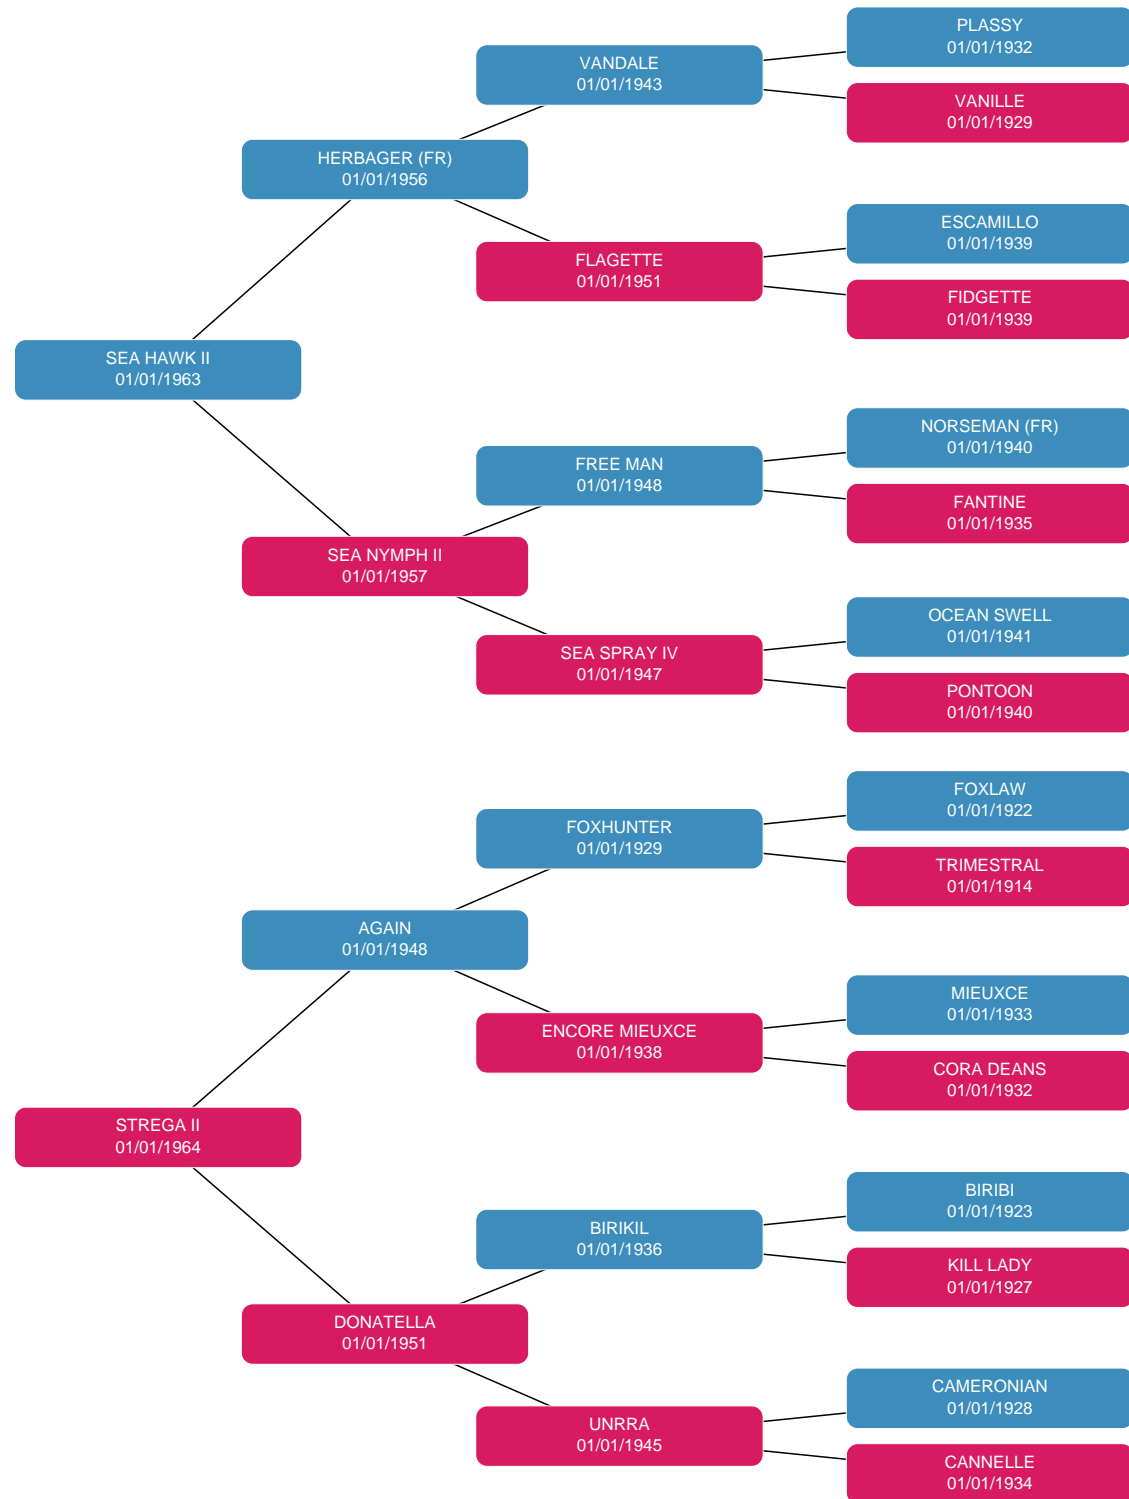 PLASSY
01/01/1932
VANDALE
01/01/1943
VANILLE
01/01/1929
HERBAGER (FR)
01/01/1956
ESCAMILLO
01/01/1939
FLAGETTE
01/01/1951
FIDGETTE
01/01/1939
SEA HAWK II
01/01/1963
NORSEMAN (FR)
01/01/1940
FREE MAN
01/01/1948
FANTINE
01/01/1935
SEA NYMPH II
01/01/1957
OCEAN SWELL
01/01/1941
SEA SPRAY IV
01/01/1947
PONTOON
01/01/1940
FOXLAW
01/01/1922
FOXHUNTER
01/01/1929
TRIMESTRAL
01/01/1914
AGAIN
01/01/1948
MIEUXCE
01/01/1933
ENCORE MIEUXCE
01/01/1938
CORA DEANS
01/01/1932
STREGA II
01/01/1964
BIRIBI
01/01/1923
BIRIKIL
01/01/1936
KILL LADY
01/01/1927
DONATELLA
01/01/1951
CAMERONIAN
01/01/1928
UNRRA
01/01/1945
CANNELLE
01/01/1934